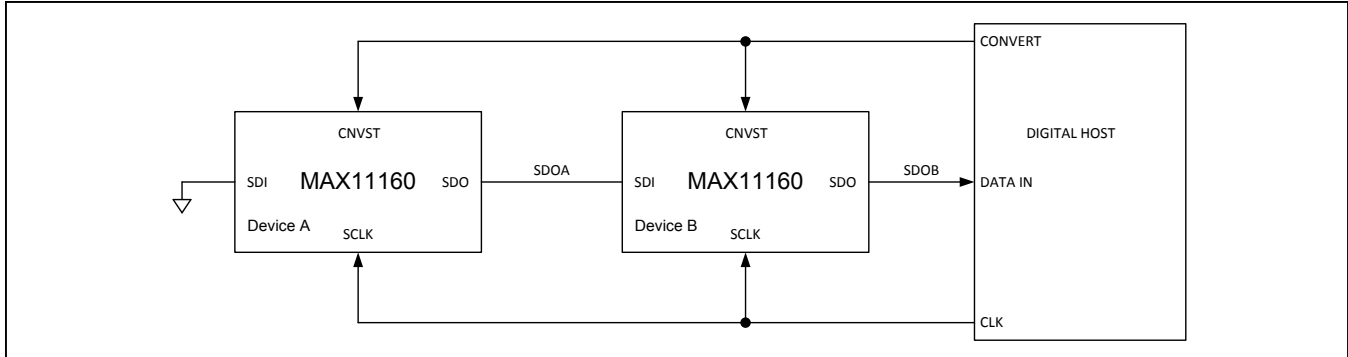 CONVERT
CNVST
CNVST
DIGITAL HOST
SDI
MAX11160
SDO
SDOA
SDI
MAX11160
SDO
SDOB
DATA IN
Device A
SCLK
Device B
SCLK
CLK